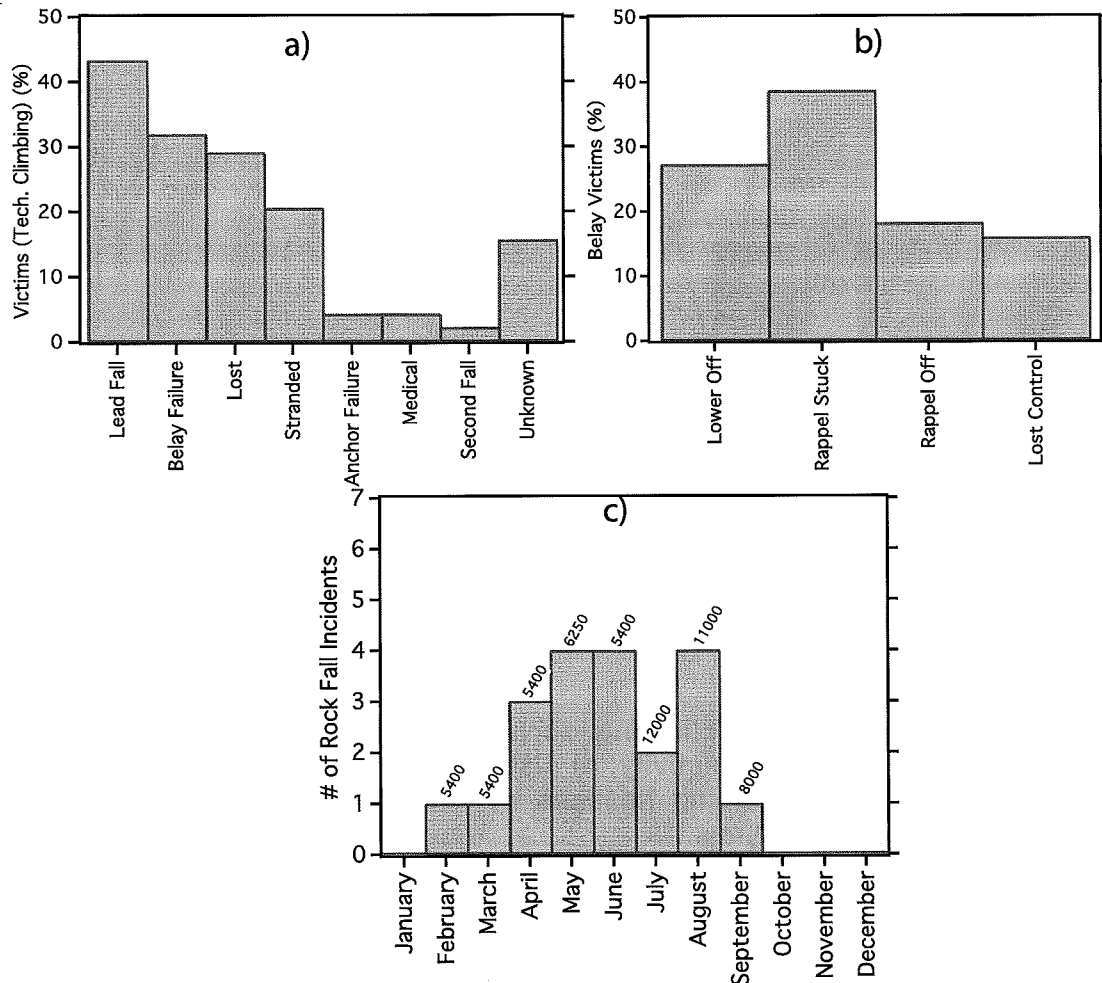 a)
Victims (Tech. Climbing) (%)
50
40
30
20
10
0
Lead Fall
Belay Failure
Lost
Stranded
Anchor Failure
Medical
Second Fall
Unknown
b)
Belay Victims (%)
50
40
30
20
10
0
Lower Off
Rappel Stuck
Rappel Off
Lost Control
c)
# of Rock Fall Incidents
7
6
5
4
3
2
1
0
5400
5400
5400
6250
5400
12000
11000
8000
January
February
March
April
May
June
July
August
September
October
November
December